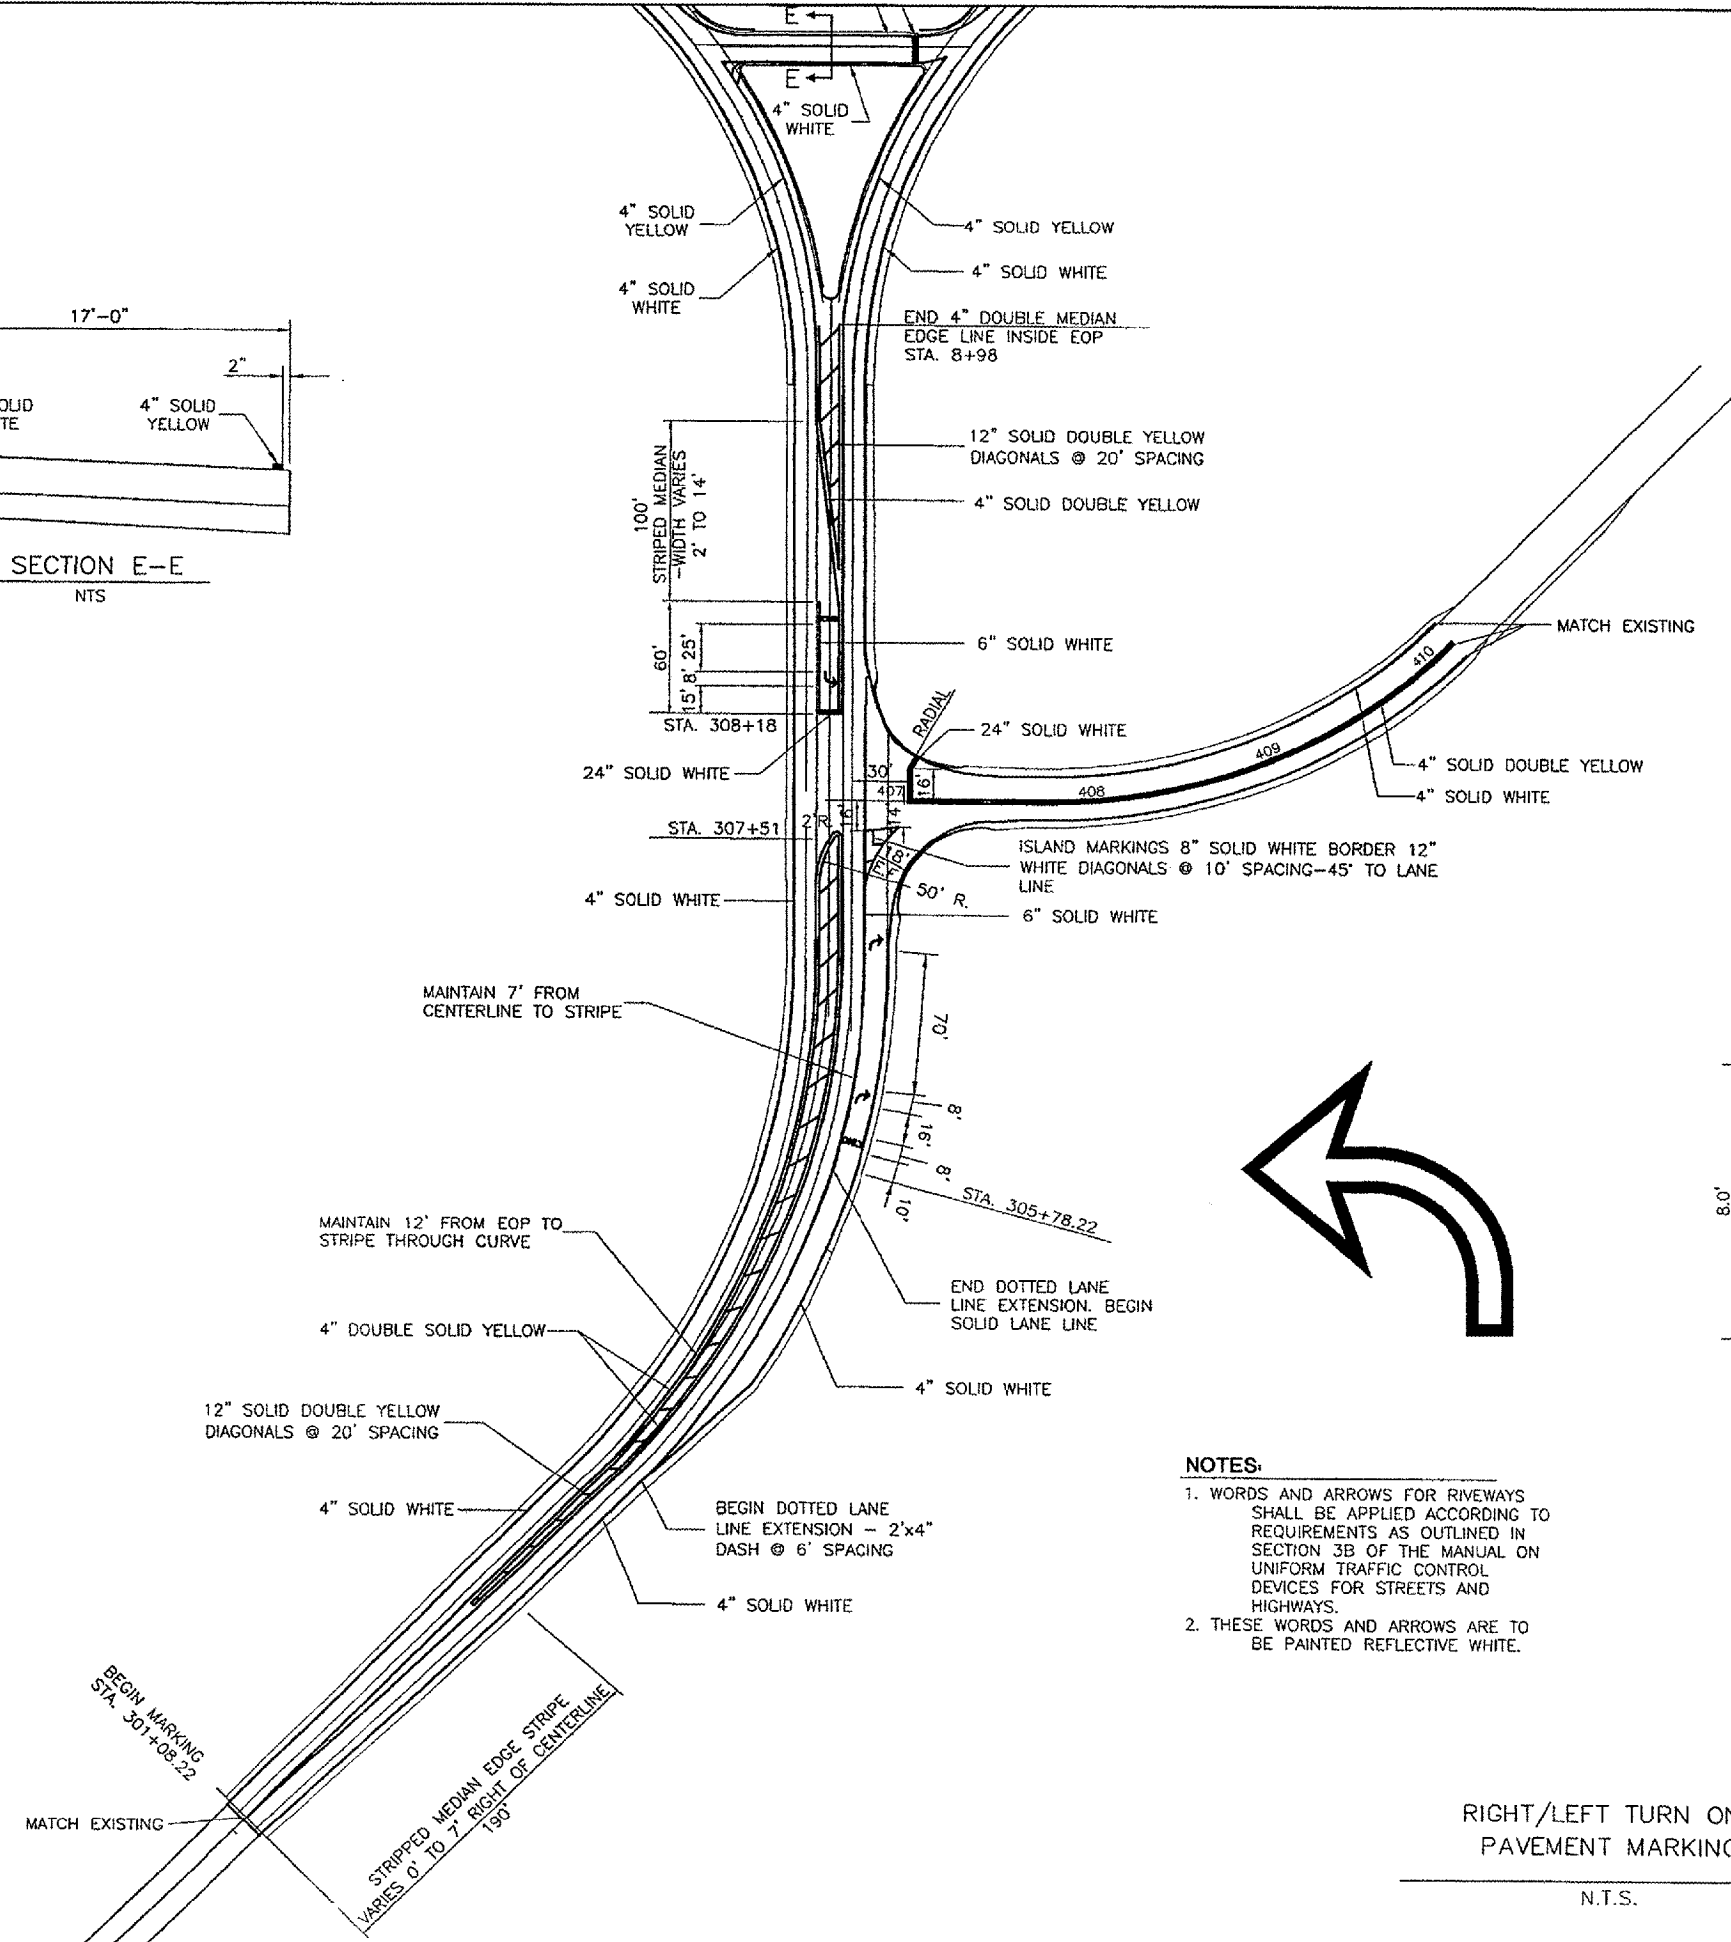 E
E
4" SOLID
WHITE
4" SOLID
YELLOW
4" SOLID YELLOW
4" SOLID
WHITE
4" SOLID WHITE
17'-0"
2"
4" SOLID
YELLOW
SECTION E-E
NTS
END 4" DOUBLE MEDIAN
EDGE LINE INSIDE EOP
STA. 8+98
12" SOLID DOUBLE YELLOW
DIAGONALS @ 20' SPACING
4" SOLID DOUBLE YELLOW
100'
STRIPED MEDIAN
-WIDTH VARIES
2' TO 14'
60'
25'
8'
15'
6" SOLID WHITE
STA. 308+18
24" SOLID WHITE
RADIAL
24" SOLID WHITE
MATCH EXISTING
410
409
408
407
30'
16'
4" SOLID DOUBLE YELLOW
4" SOLID WHITE
STA. 307+51
2'R.
16'
14'
18'
ISLAND MARKINGS 8" SOLID WHITE BORDER 12"
WHITE DIAGONALS @ 10' SPACING-45° TO LANE
LINE
50' R.
4" SOLID WHITE
6" SOLID WHITE
MAINTAIN 7' FROM
CENTERLINE TO STRIPE
70'
8'
16'
8'
10'
STA. 305+78.22
8.0'
MAINTAIN 12' FROM EOP TO
STRIPE THROUGH CURVE
END DOTTED LANE
LINE EXTENSION. BEGIN
SOLID LANE LINE
4" DOUBLE SOLID YELLOW
4" SOLID WHITE
12" SOLID DOUBLE YELLOW
DIAGONALS @ 20' SPACING
4" SOLID WHITE
BEGIN DOTTED LANE
LINE EXTENSION - 2'x4"
DASH @ 6' SPACING
4" SOLID WHITE
NOTES:
1. WORDS AND ARROWS FOR RIVEWAYS
SHALL BE APPLIED ACCORDING TO
REQUIREMENTS AS OUTLINED IN
SECTION 3B OF THE MANUAL ON
UNIFORM TRAFFIC CONTROL
DEVICES FOR STREETS AND
HIGHWAYS.
2. THESE WORDS AND ARROWS ARE TO
BE PAINTED REFLECTIVE WHITE.
BEGIN MARKING
STA. 301+08.22
MATCH EXISTING
STRIPPED MEDIAN EDGE STRIPE
VARIES 0' TO 7' RIGHT OF CENTERLINE
190'
RIGHT/LEFT TURN ON
PAVEMENT MARKING
N.T.S.